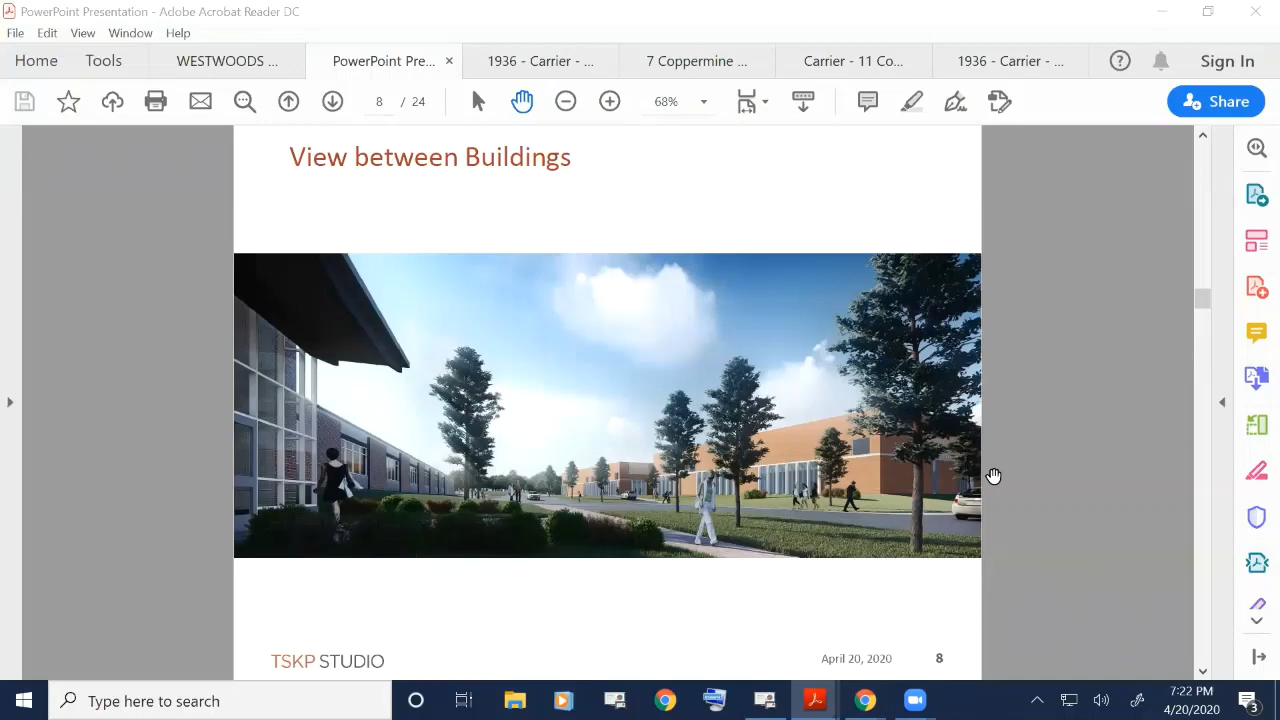 PowerPoint Presentation - Adobe Acrobat Reader DC
File Edit View Window Help
Home Tools WESTWOODS ... PowerPoint Pre... × 1936 - Carrier - ... 7 Coppermine ... Carrier - 11 Co... 1936 - Carrier - ... Sign In
8 / 24 68% Share
View between Buildings
TSKP STUDIO April 20, 2020 8
Type here to search
7:22 PM
4/20/2020
3